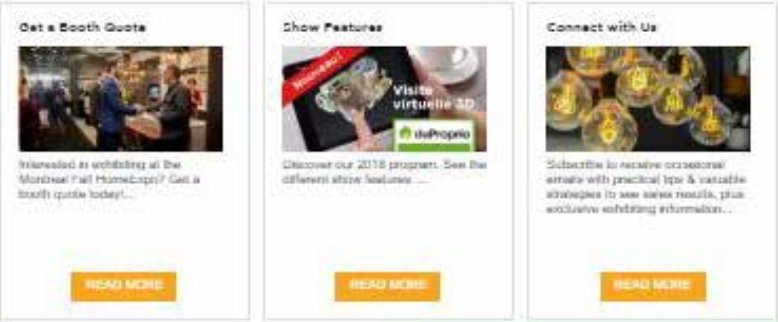 Get a Booth Quote
Interested in exhibiting at the
Montreal Fall HomeExpo? Get a
booth quote today!...
READ MORE
Show Features
Nouveau!
Visite
virtuelle 3D
duProprio
Discover our 2018 program. See the
different show features ...
READ MORE
Connect with Us
Subscribe to receive occasional
emails with practical tips & valuable
strategies to see sales results, plus
exclusive exhibiting information...
READ MORE